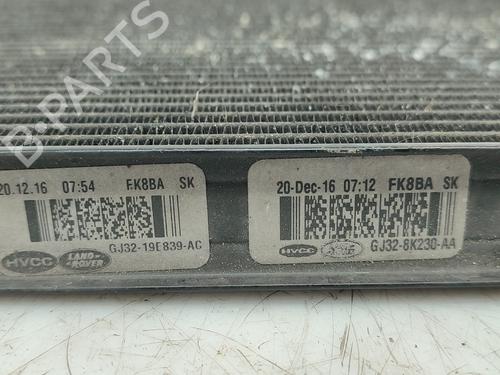 B-PARTS
20.12.16 07:54 FK8BA SK
GJ32-19E839-AC
HVCC LAND-ROVER
20-Dec-16 07:12 FK8BA SK
GJ32-8K230-AA
HVCC